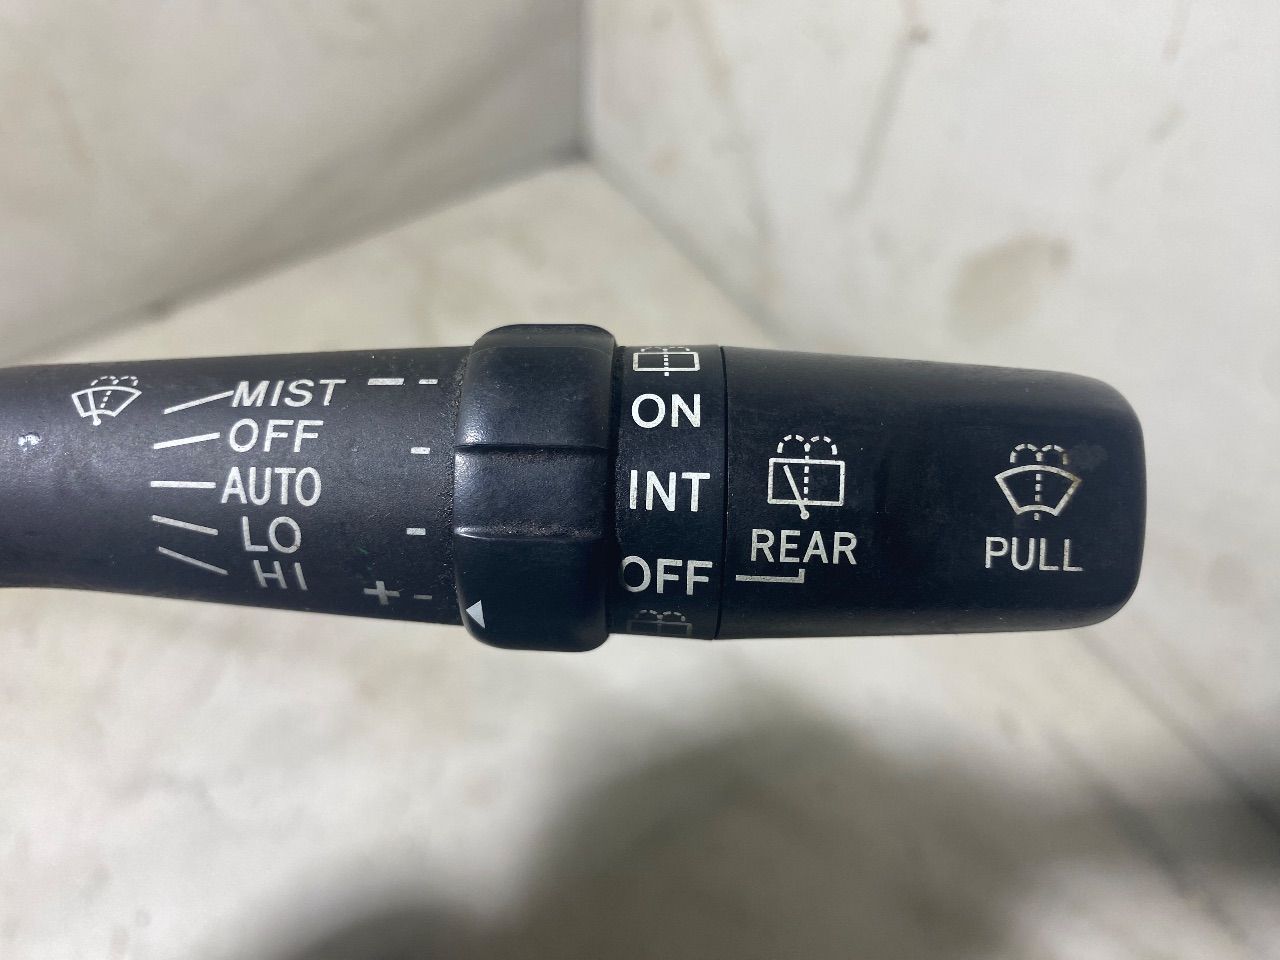 MIST
OFF
AUTO
LO
HI
+
ON
INT
OFF
REAR
PULL